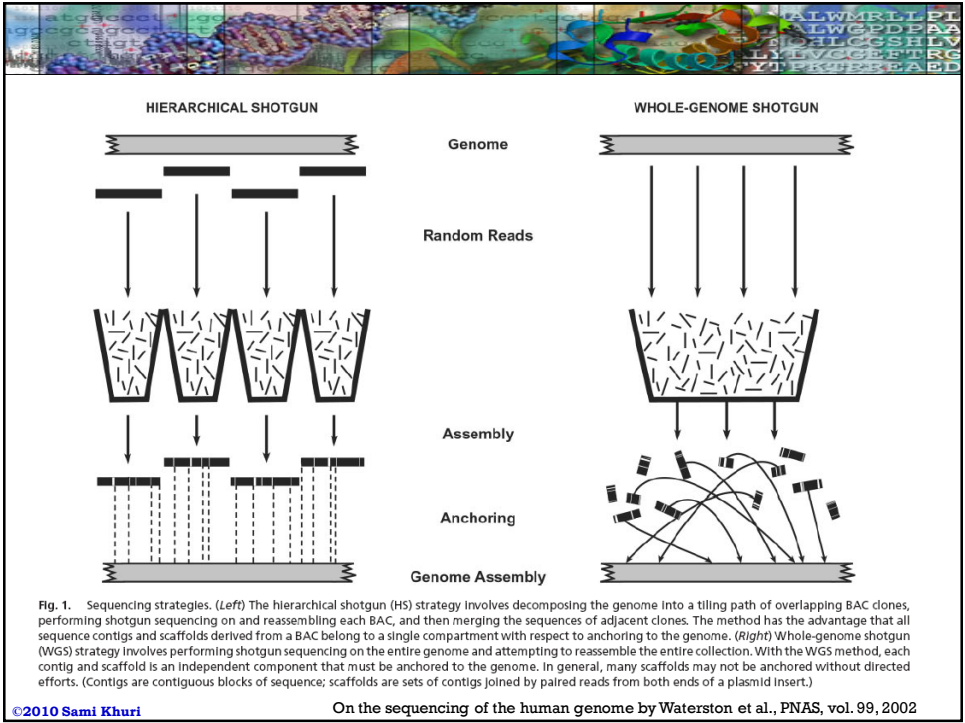 ALWMRLLPL
ALWGPDPAA
LYLVCGERG
HIERARCHICAL SHOTGUN
WHOLE-GENOME SHOTGUN
Genome
Random Reads
Assembly
Anchoring
Genome Assembly
Fig. 1. Sequencing strategies. (Left) The hierarchical shotgun (HS) strategy involves decomposing the genome into a tiling path of overlapping BAC clones,
performing shotgun sequencing on and reassembling each BAC, and then merging the sequences of adjacent clones. The method has the advantage that all
sequence contigs and scaffolds derived from a BAC belong to a single compartment with respect to anchoring to the genome. (Right) Whole-genome shotgun
(WGS) strategy involves performing shotgun sequencing on the entire genome and attempting to reassemble the entire collection. With the WGS method, each
contig and scaffold is an independent component that must be anchored to the genome. In general, many scaffolds may not be anchored without directed
efforts. (Contigs are contiguous blocks of sequence; scaffolds are sets of contigs joined by paired reads from both ends of a plasmid insert.)
©2010 Sami Khuri
On the sequencing of the human genome by Waterston et al., PNAS, vol. 99, 2002